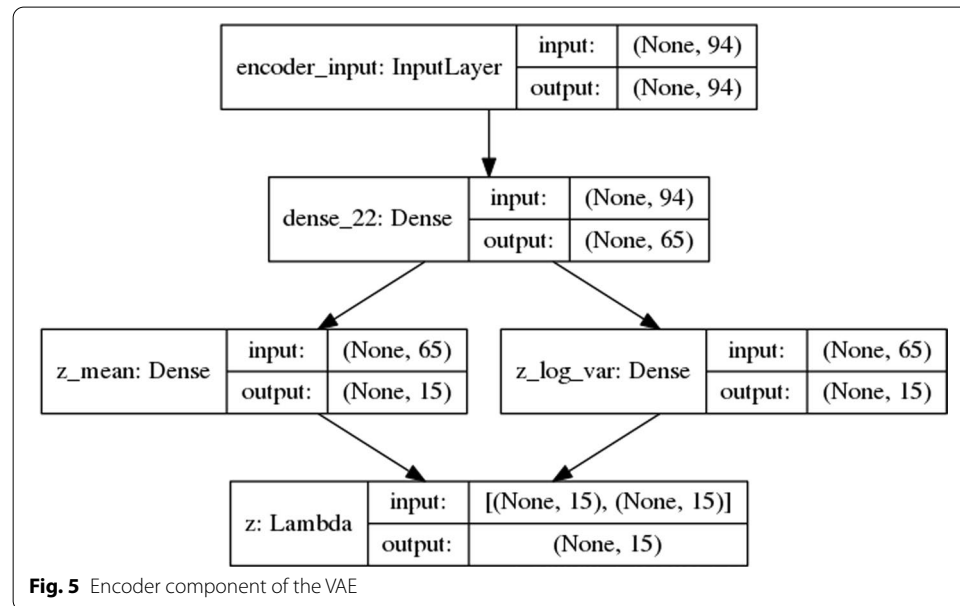 encoder_input: InputLayer
input: (None, 94)
output: (None, 94)
dense_22: Dense
input: (None, 94)
output: (None, 65)
z_mean: Dense
input: (None, 65)
output: (None, 15)
z_log_var: Dense
input: (None, 65)
output: (None, 15)
z: Lambda
input: [(None, 15), (None, 15)]
output: (None, 15)
Fig. 5 Encoder component of the VAE